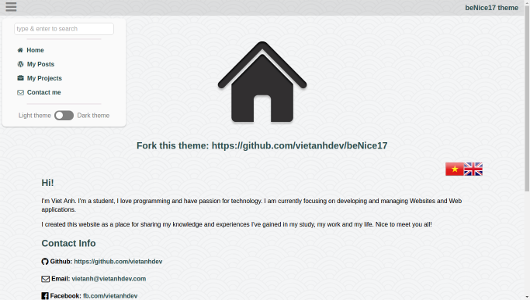 beNice17 theme
type & enter to search
Home
My Posts
My Projects
Contact me
Light theme Dark theme
Fork this theme: https://github.com/vietanhdev/beNice17
Hi!
I'm Viet Anh. I'm a student, I love programming and have passion for technology. I am currently focusing on developing and managing Websites and Web
applications.
I created this website as a place for sharing my knowledge and experiences I've gained in my study, my work and my life. Nice to meet you all!
Contact Info
Github: https://github.com/vietanhdev
Email: vietanh@vietanhdev.com
Facebook: fb.com/vietanhdev